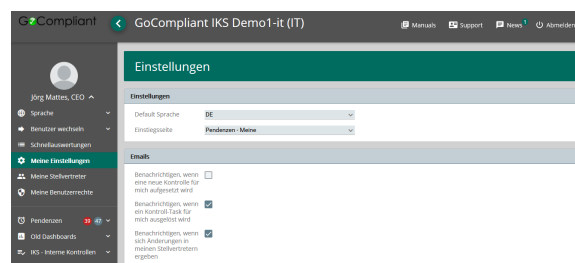 GoCompliant
GoCompliant IKS Demo1-it (IT)
Manuals
Support
News 1
Abmelden
Jörg Mattes, CEO
Sprache
Benutzer wechseln
Schnellauswertungen
Meine Einstellungen
Meine Stellvertreter
Meine Benutzerrechte
Pendenzen 39 47
Old Dashboards
IKS - Interne Kontrollen
Einstellungen
Einstellungen
Default Sprache DE
Einstiegsseite Pendenzen - Meine
Emails
Benachrichtigen, wenn
eine neue Kontrolle für
mich aufgesetzt wird
Benachrichtigen, wenn
ein Kontroll-Task für
mich ausgelöst wird
Benachrichtigen, wenn
sich Änderungen in
meinen Stellvertretern
ergeben